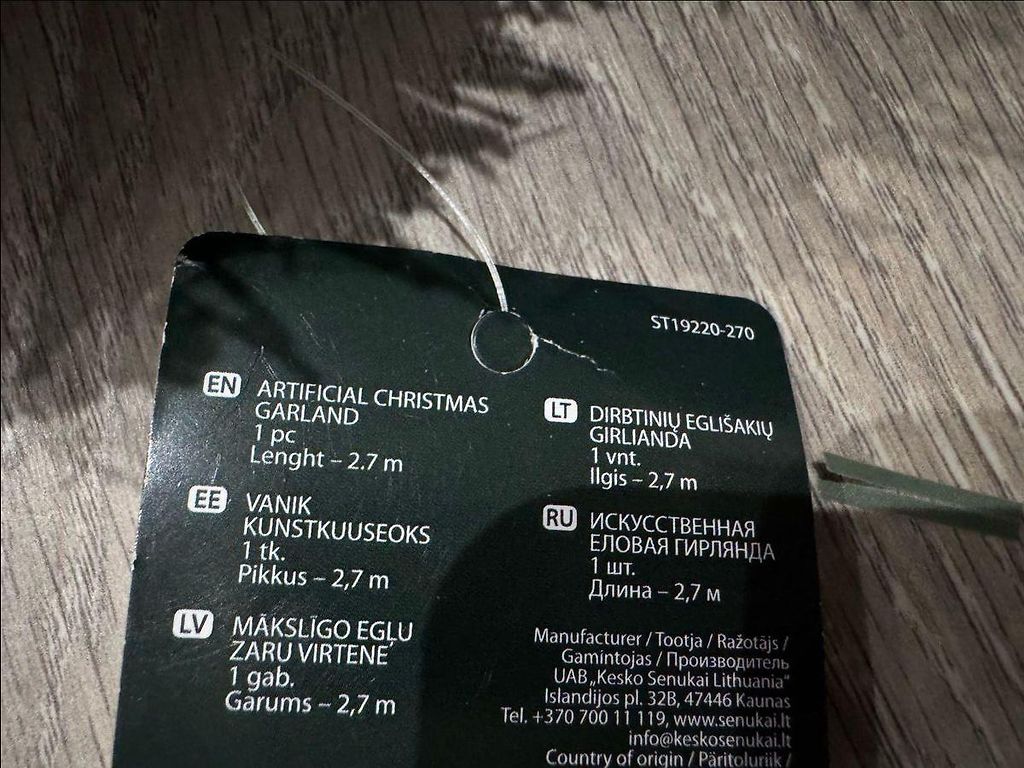 ST19220-270
EN
ARTIFICIAL CHRISTMAS
GARLAND
1 pc
Lenght – 2.7 m
EE
VANIK
KUNSTKUUSEOKS
1 tk.
Pikkus – 2,7 m
LV
MĀKSLĪGO EGĻU
ZARU VIRTENE
1 gab.
Garums – 2,7 m
LT
DIRBTINIŲ EGLIŠAKIŲ
GIRLIANDA
1 vnt.
Ilgis – 2,7 m
RU
ИСКУССТВЕННАЯ
ЕЛОВАЯ ГИРЛЯНДА
1 шт.
Длина – 2,7 м
Manufacturer / Tootja / Ražotājs /
Gamintojas / Производитель
UAB „Kesko Senukai Lithuania“
Islandijos pl. 32B, 47446 Kaunas
Tel. +370 700 11 119, www.senukai.lt
info@keskosenukai.lt
Country of origin / Päritoluriik /